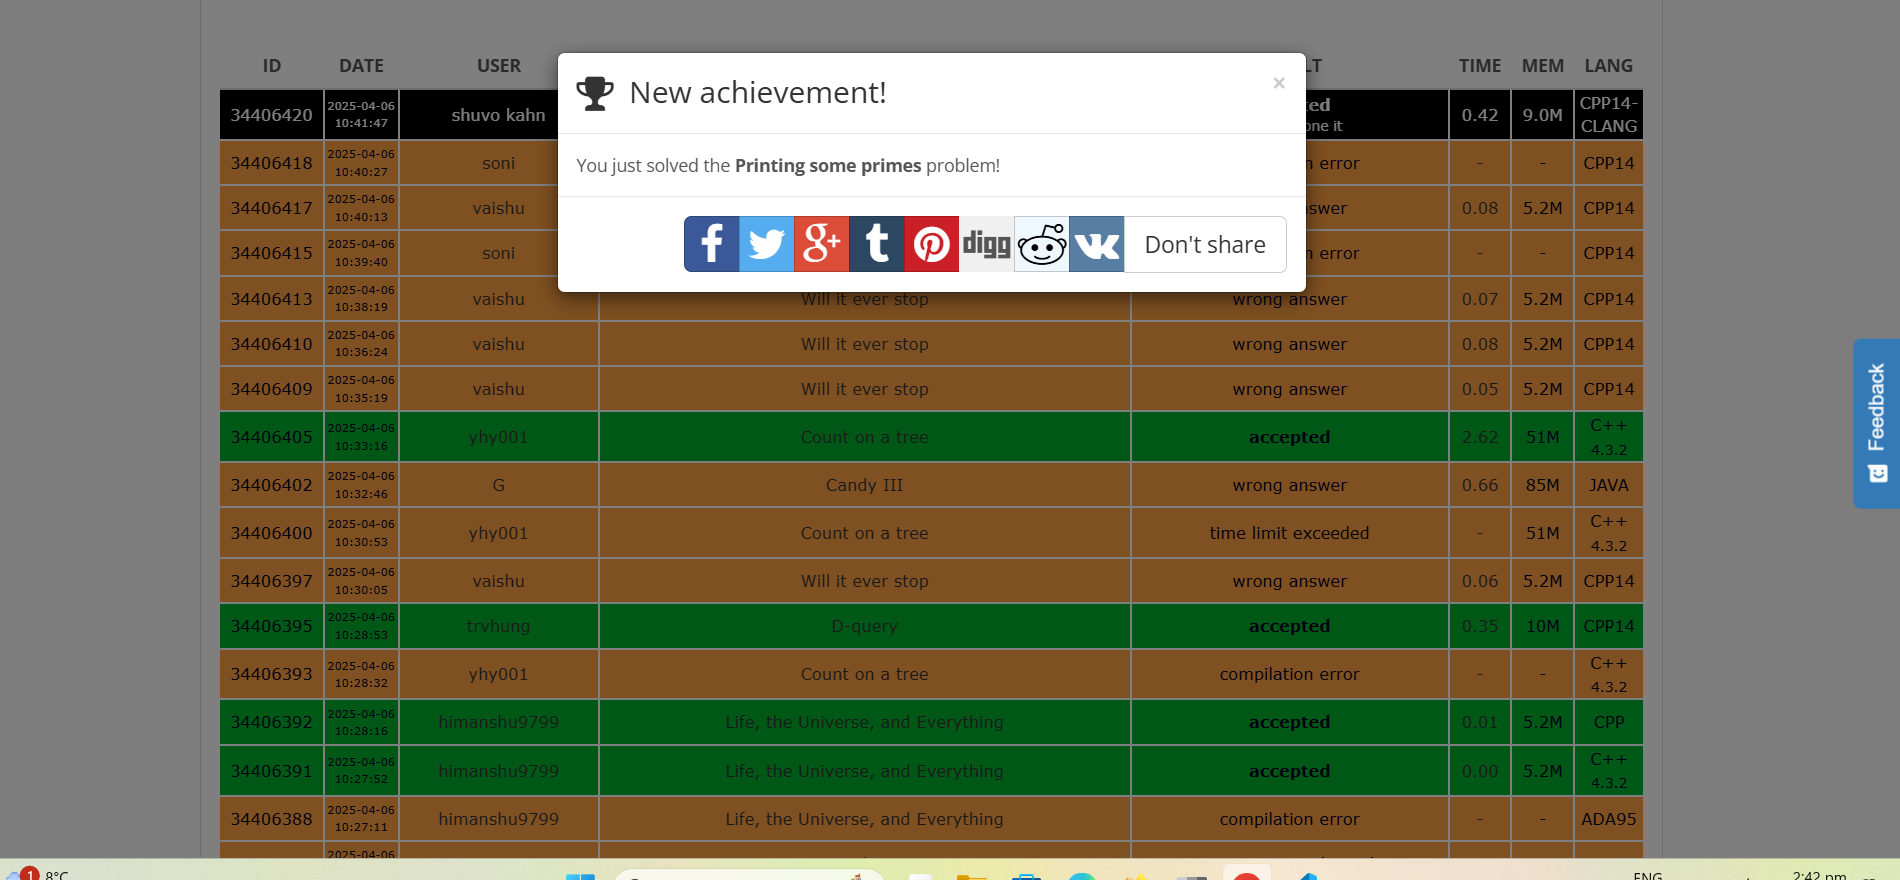 ID DATE USER LT TIME MEM LANG
New achievement! ×
You just solved the Printing some primes problem!
f g+ t digg Don't share
34406420 2025-04-06 10:41:47 shuvo kahn ted one it 0.42 9.0M CPP14-CLANG
34406418 2025-04-06 10:40:27 soni n error - - CPP14
34406417 2025-04-06 10:40:13 vaishu swer 0.08 5.2M CPP14
34406415 2025-04-06 10:39:40 soni n error - - CPP14
34406413 2025-04-06 10:38:19 vaishu Will it ever stop wrong answer 0.07 5.2M CPP14
34406410 2025-04-06 10:36:24 vaishu Will it ever stop wrong answer 0.08 5.2M CPP14
34406409 2025-04-06 10:35:19 vaishu Will it ever stop wrong answer 0.05 5.2M CPP14
34406405 2025-04-06 10:33:16 yhy001 Count on a tree accepted 2.62 51M C++ 4.3.2
34406402 2025-04-06 10:32:46 G Candy III wrong answer 0.66 85M JAVA
34406400 2025-04-06 10:30:53 yhy001 Count on a tree time limit exceeded - 51M C++ 4.3.2
34406397 2025-04-06 10:30:05 vaishu Will it ever stop wrong answer 0.06 5.2M CPP14
34406395 2025-04-06 10:28:53 trvhung D-query accepted 0.35 10M CPP14
34406393 2025-04-06 10:28:32 yhy001 Count on a tree compilation error - - C++ 4.3.2
34406392 2025-04-06 10:28:16 himanshu9799 Life, the Universe, and Everything accepted 0.01 5.2M CPP
34406391 2025-04-06 10:27:52 himanshu9799 Life, the Universe, and Everything accepted 0.00 5.2M C++ 4.3.2
34406388 2025-04-06 10:27:11 himanshu9799 Life, the Universe, and Everything compilation error - - ADA95
2025-04-06
Feedback
1 8°C ENG 2:42 pm